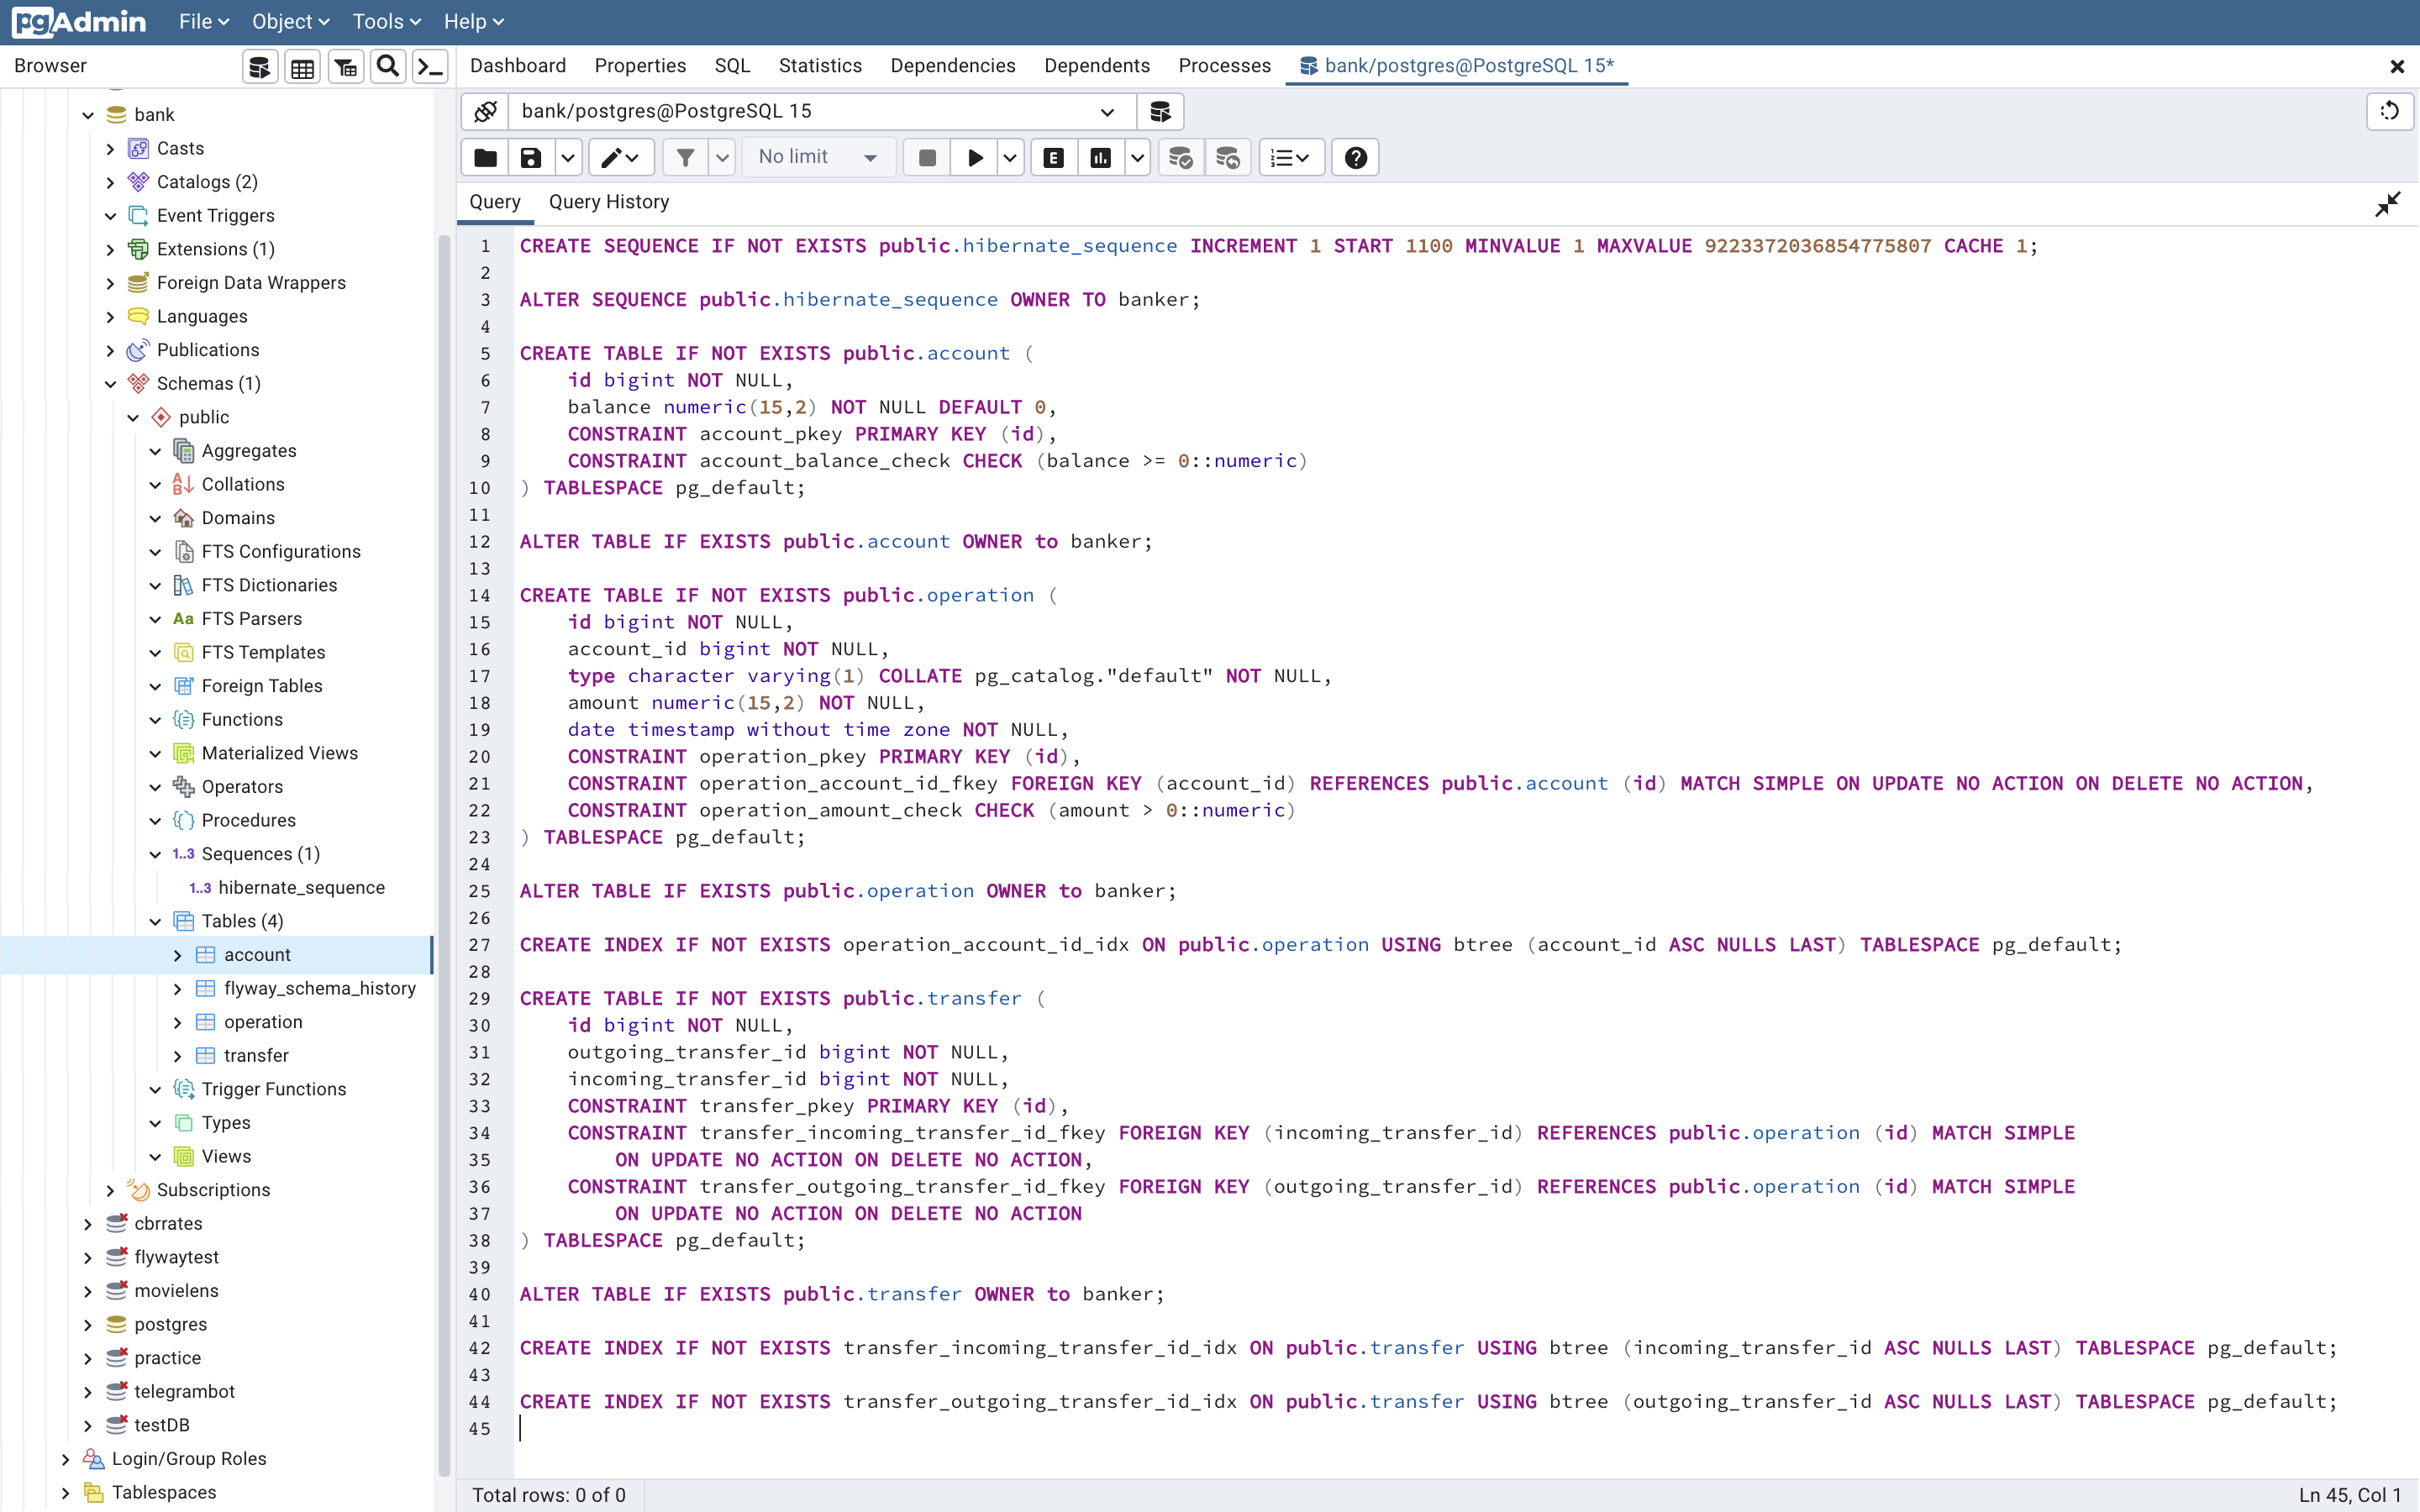 pgAdmin File Object Tools Help
Browser
Dashboard Properties SQL Statistics Dependencies Dependents Processes bank/postgres@PostgreSQL 15*
bank
Casts
Catalogs (2)
Event Triggers
Extensions (1)
Foreign Data Wrappers
Languages
Publications
Schemas (1)
public
Aggregates
Collations
Domains
FTS Configurations
FTS Dictionaries
Aa FTS Parsers
FTS Templates
Foreign Tables
Functions
Materialized Views
Operators
Procedures
1..3 Sequences (1)
1..3 hibernate_sequence
Tables (4)
account
flyway_schema_history
operation
transfer
Trigger Functions
Types
Views
Subscriptions
cbrrates
flywaytest
movielens
postgres
practice
telegrambot
testDB
Login/Group Roles
Tablespaces
bank/postgres@PostgreSQL 15
No limit E
Query Query History
1 CREATE SEQUENCE IF NOT EXISTS public.hibernate_sequence INCREMENT 1 START 1100 MINVALUE 1 MAXVALUE 9223372036854775807 CACHE 1;
2
3 ALTER SEQUENCE public.hibernate_sequence OWNER TO banker;
4
5 CREATE TABLE IF NOT EXISTS public.account (
6     id bigint NOT NULL,
7     balance numeric(15,2) NOT NULL DEFAULT 0,
8     CONSTRAINT account_pkey PRIMARY KEY (id),
9     CONSTRAINT account_balance_check CHECK (balance >= 0::numeric)
10 ) TABLESPACE pg_default;
11
12 ALTER TABLE IF EXISTS public.account OWNER to banker;
13
14 CREATE TABLE IF NOT EXISTS public.operation (
15     id bigint NOT NULL,
16     account_id bigint NOT NULL,
17     type character varying(1) COLLATE pg_catalog."default" NOT NULL,
18     amount numeric(15,2) NOT NULL,
19     date timestamp without time zone NOT NULL,
20     CONSTRAINT operation_pkey PRIMARY KEY (id),
21     CONSTRAINT operation_account_id_fkey FOREIGN KEY (account_id) REFERENCES public.account (id) MATCH SIMPLE ON UPDATE NO ACTION ON DELETE NO ACTION,
22     CONSTRAINT operation_amount_check CHECK (amount > 0::numeric)
23 ) TABLESPACE pg_default;
24
25 ALTER TABLE IF EXISTS public.operation OWNER to banker;
26
27 CREATE INDEX IF NOT EXISTS operation_account_id_idx ON public.operation USING btree (account_id ASC NULLS LAST) TABLESPACE pg_default;
28
29 CREATE TABLE IF NOT EXISTS public.transfer (
30     id bigint NOT NULL,
31     outgoing_transfer_id bigint NOT NULL,
32     incoming_transfer_id bigint NOT NULL,
33     CONSTRAINT transfer_pkey PRIMARY KEY (id),
34     CONSTRAINT transfer_incoming_transfer_id_fkey FOREIGN KEY (incoming_transfer_id) REFERENCES public.operation (id) MATCH SIMPLE
35         ON UPDATE NO ACTION ON DELETE NO ACTION,
36     CONSTRAINT transfer_outgoing_transfer_id_fkey FOREIGN KEY (outgoing_transfer_id) REFERENCES public.operation (id) MATCH SIMPLE
37         ON UPDATE NO ACTION ON DELETE NO ACTION
38 ) TABLESPACE pg_default;
39
40 ALTER TABLE IF EXISTS public.transfer OWNER to banker;
41
42 CREATE INDEX IF NOT EXISTS transfer_incoming_transfer_id_idx ON public.transfer USING btree (incoming_transfer_id ASC NULLS LAST) TABLESPACE pg_default;
43
44 CREATE INDEX IF NOT EXISTS transfer_outgoing_transfer_id_idx ON public.transfer USING btree (outgoing_transfer_id ASC NULLS LAST) TABLESPACE pg_default;
45
Total rows: 0 of 0
Ln 45, Col 1